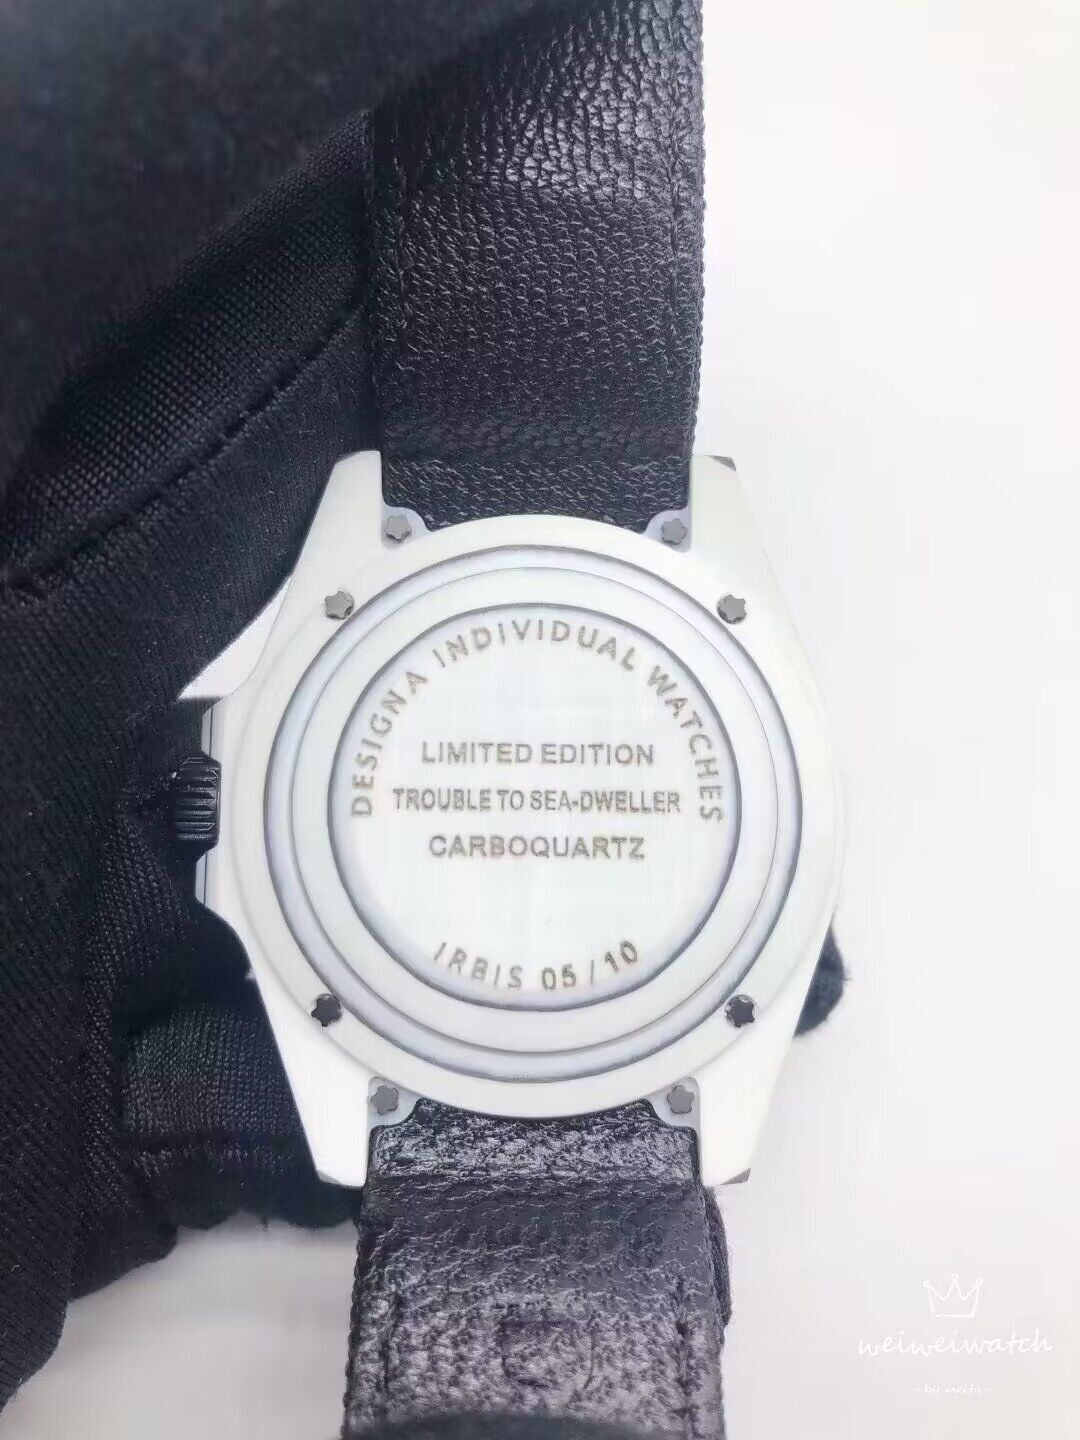 DESIGNA INDIVIDUAL WATCHES
LIMITED EDITION
TROUBLE TO SEA-DWELLER
CARBOQUARTZ
IRBIS 05/10
weiweiwatch